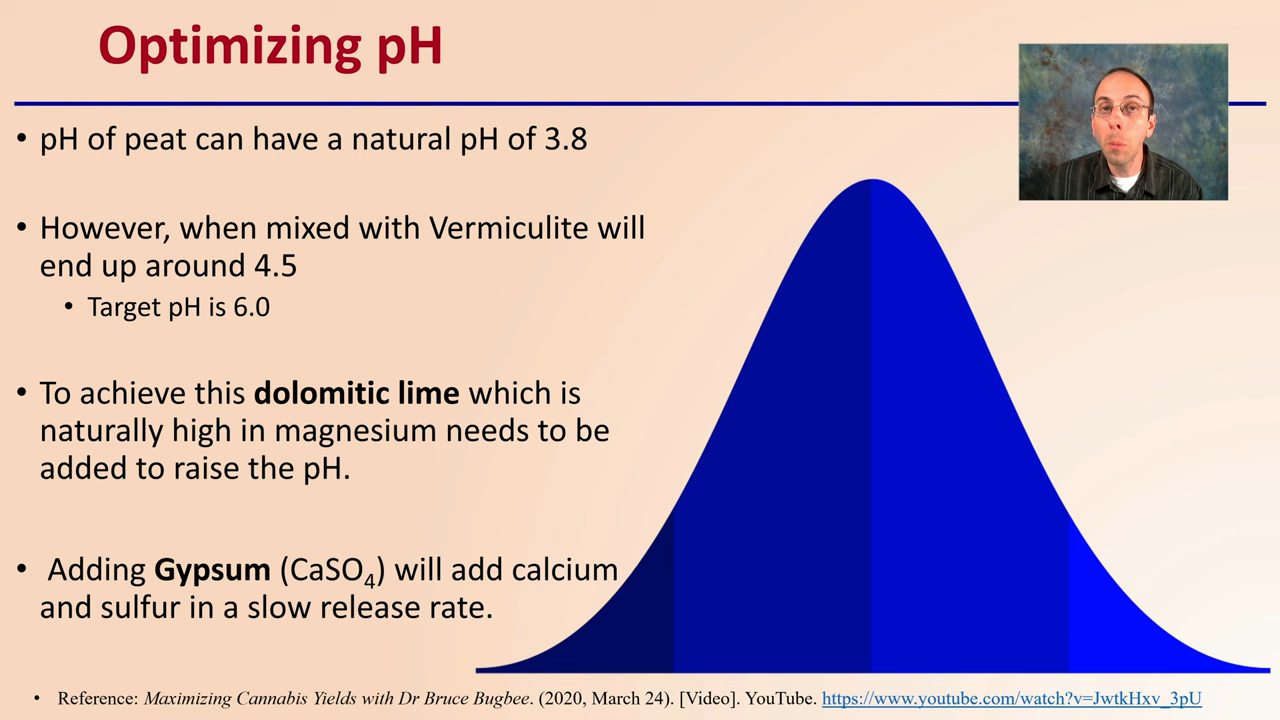 Optimizing pH
• pH of peat can have a natural pH of 3.8
• However, when mixed with Vermiculite will
end up around 4.5
• Target pH is 6.0
• To achieve this dolomitic lime which is
naturally high in magnesium needs to be
added to raise the pH.
• Adding Gypsum (CaSO₄) will add calcium
and sulfur in a slow release rate.
• Reference: Maximizing Cannabis Yields with Dr Bruce Bugbee. (2020, March 24). [Video]. YouTube. https://www.youtube.com/watch?v=JwtkHxv_3pU